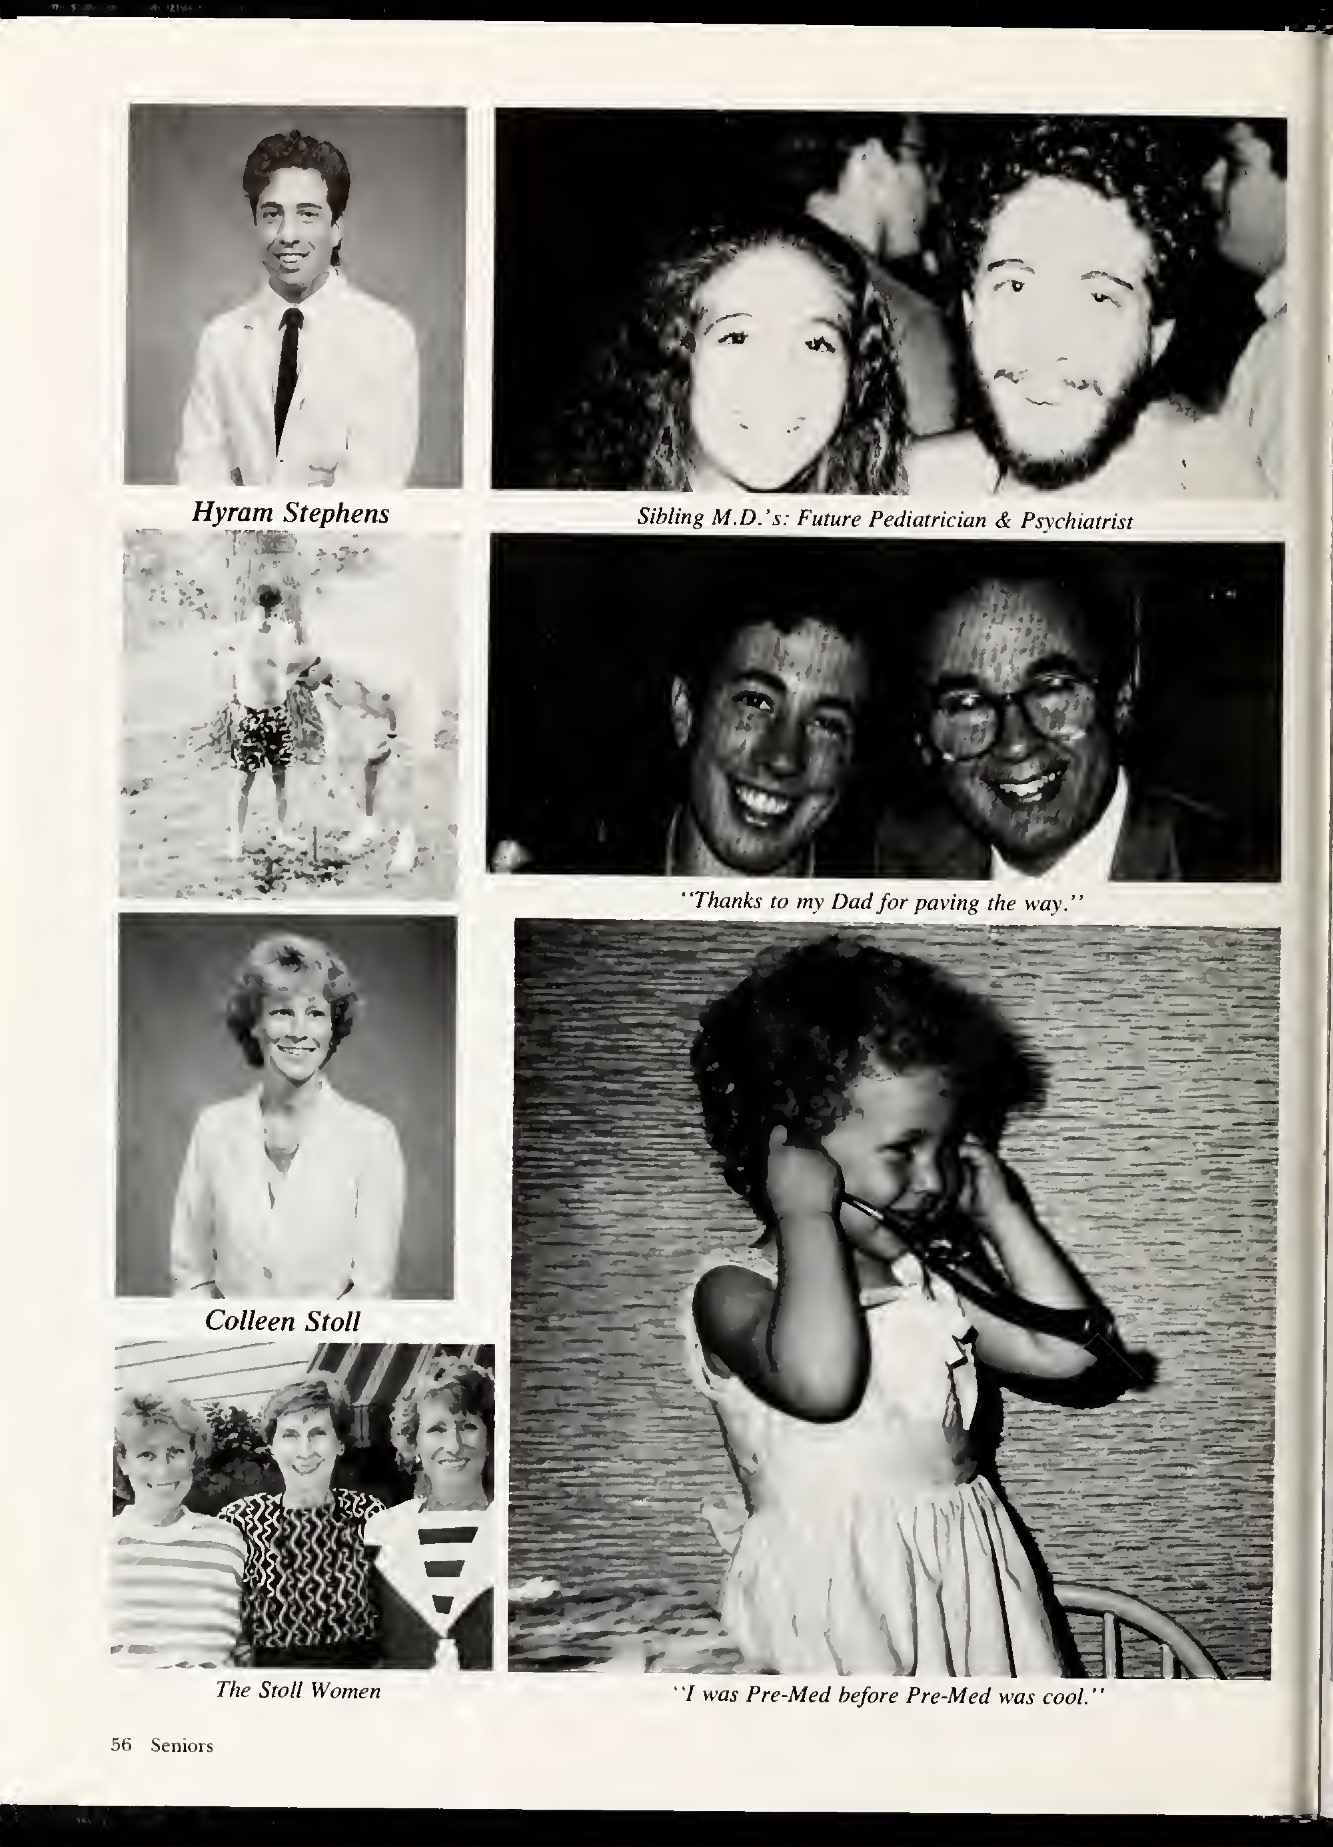 Hyram Stephens
Sibling M.D.'s: Future Pediatrician & Psychiatrist
"Thanks to my Dad for paving the way."
Colleen Stoll
The Stoll Women
"I was Pre-Med before Pre-Med was cool."
56 Seniors